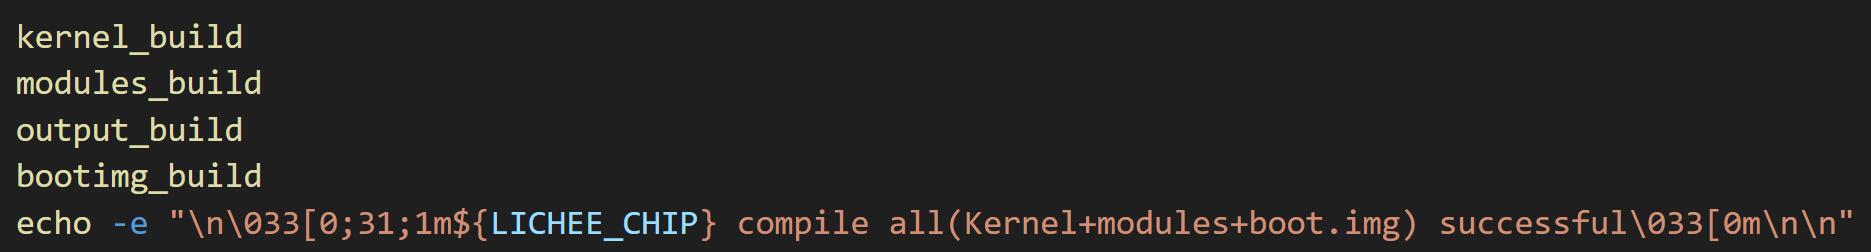 kernel_build
modules_build
output_build
bootimg_build
echo -e "\n\033[0;31;1m${LICHEE_CHIP} compile all(Kernel+modules+boot.img) successful\033[0m\n\n"